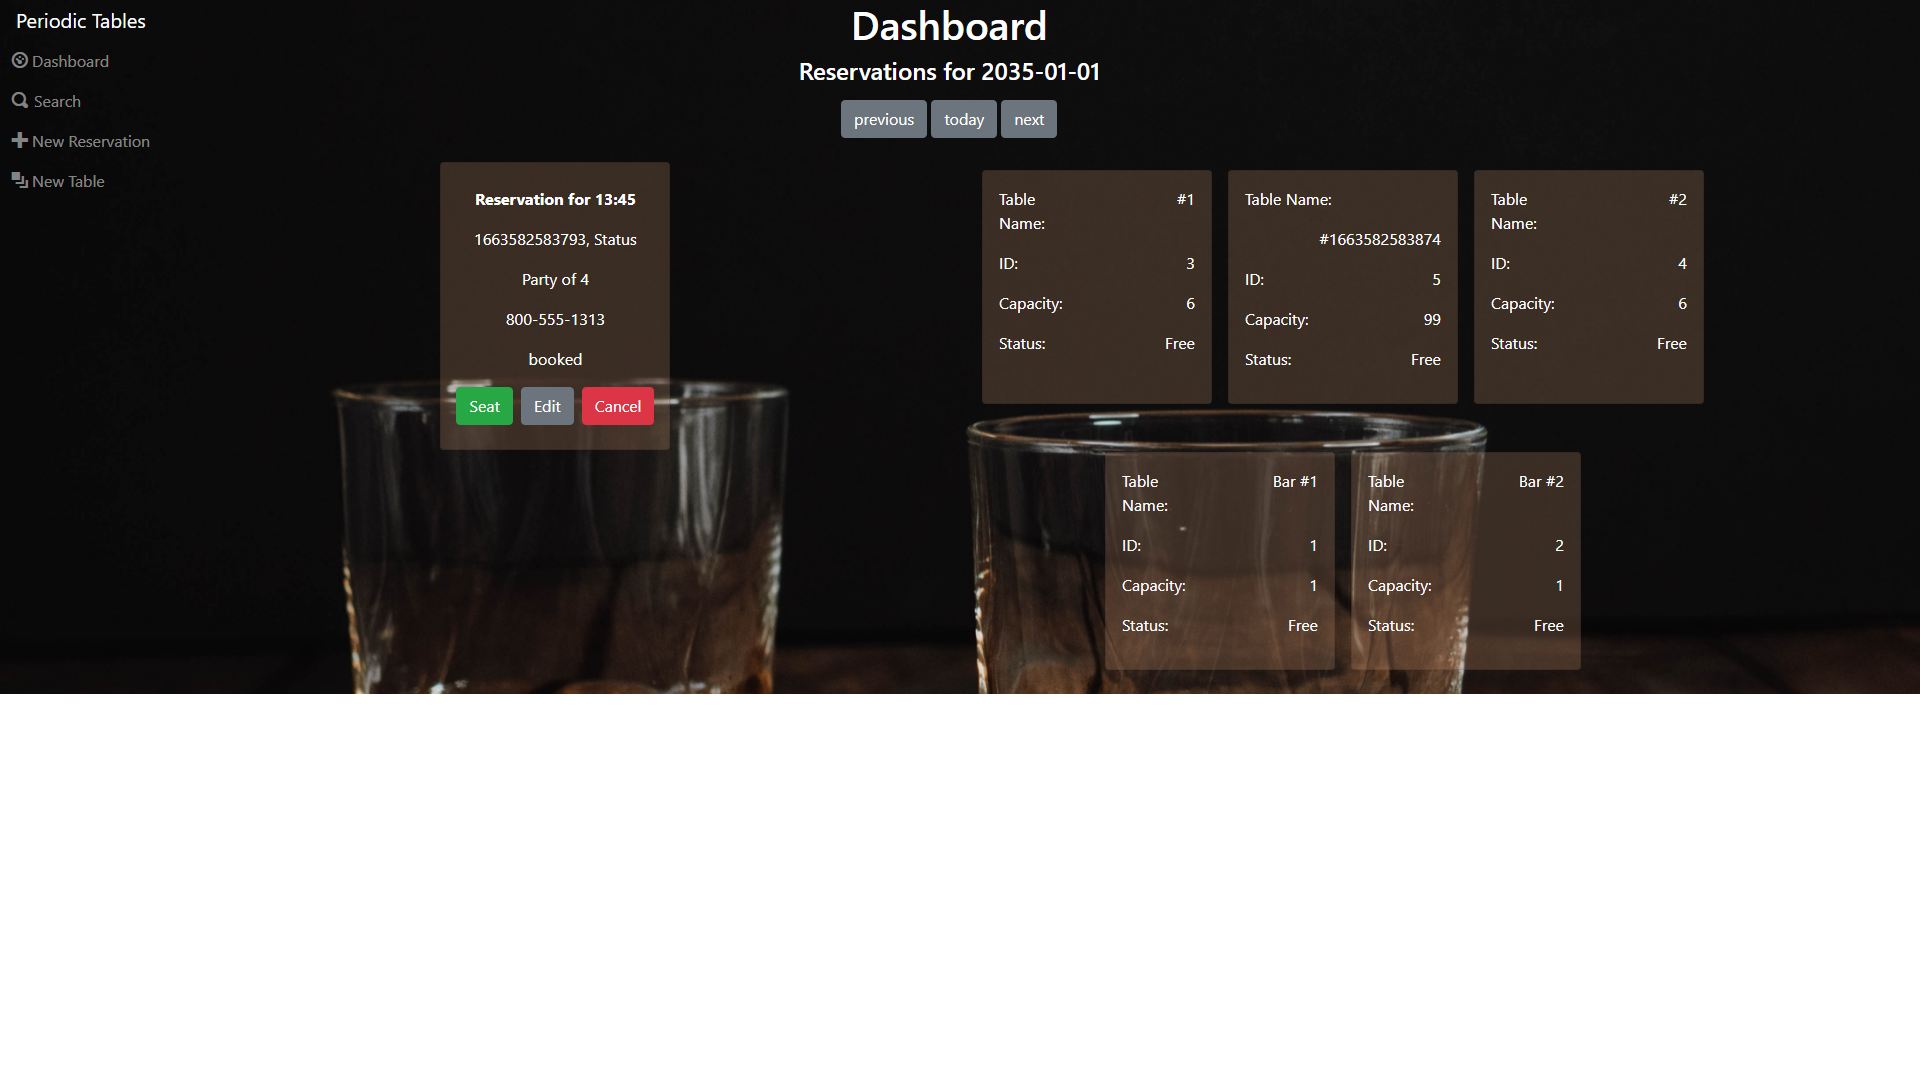 Periodic Tables
Dashboard
Search
New Reservation
New Table
Dashboard
Reservations for 2035-01-01
previous today next
Reservation for 13:45
1663582583793, Status
Party of 4
800-555-1313
booked
Seat Edit Cancel
Table Name: #1
ID: 3
Capacity: 6
Status: Free
Table Name:
#1663582583874
ID: 5
Capacity: 99
Status: Free
Table Name: #2
ID: 4
Capacity: 6
Status: Free
Table Name: Bar #1
ID: 1
Capacity: 1
Status: Free
Table Name: Bar #2
ID: 2
Capacity: 1
Status: Free